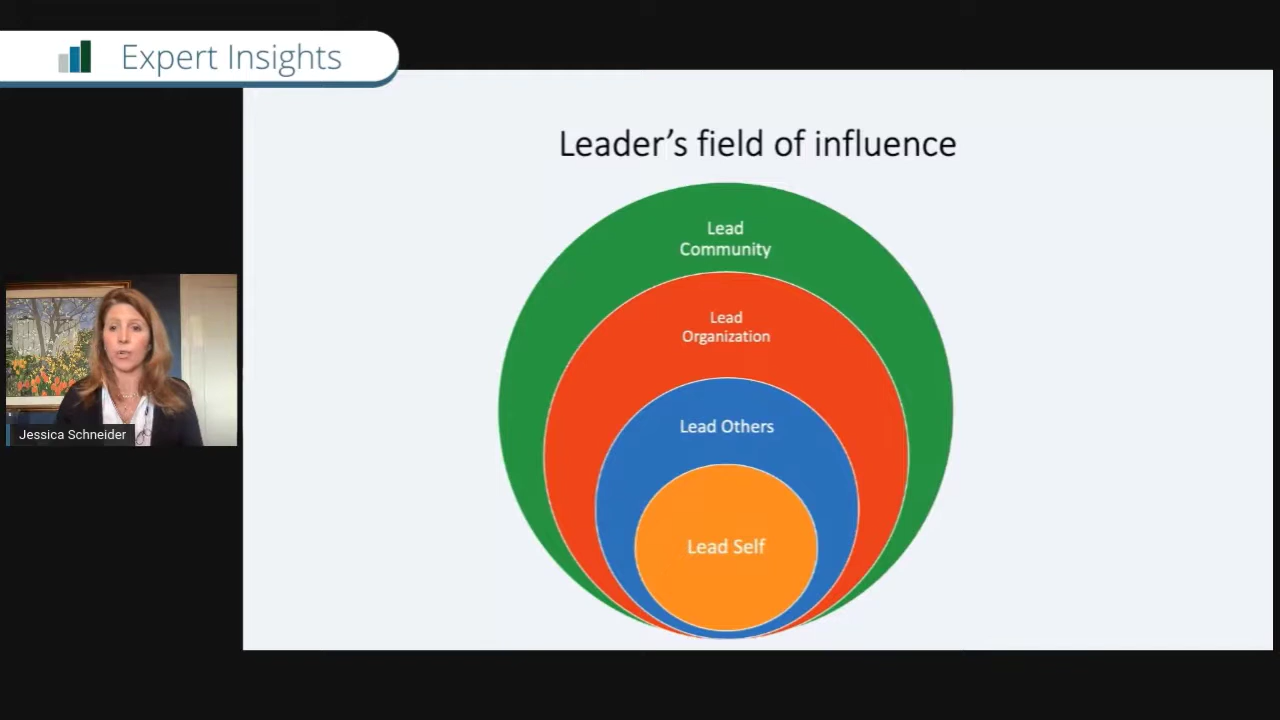 Expert Insights
Leader's field of influence
Lead
Community
Lead
Organization
Lead Others
Lead Self
Jessica Schneider